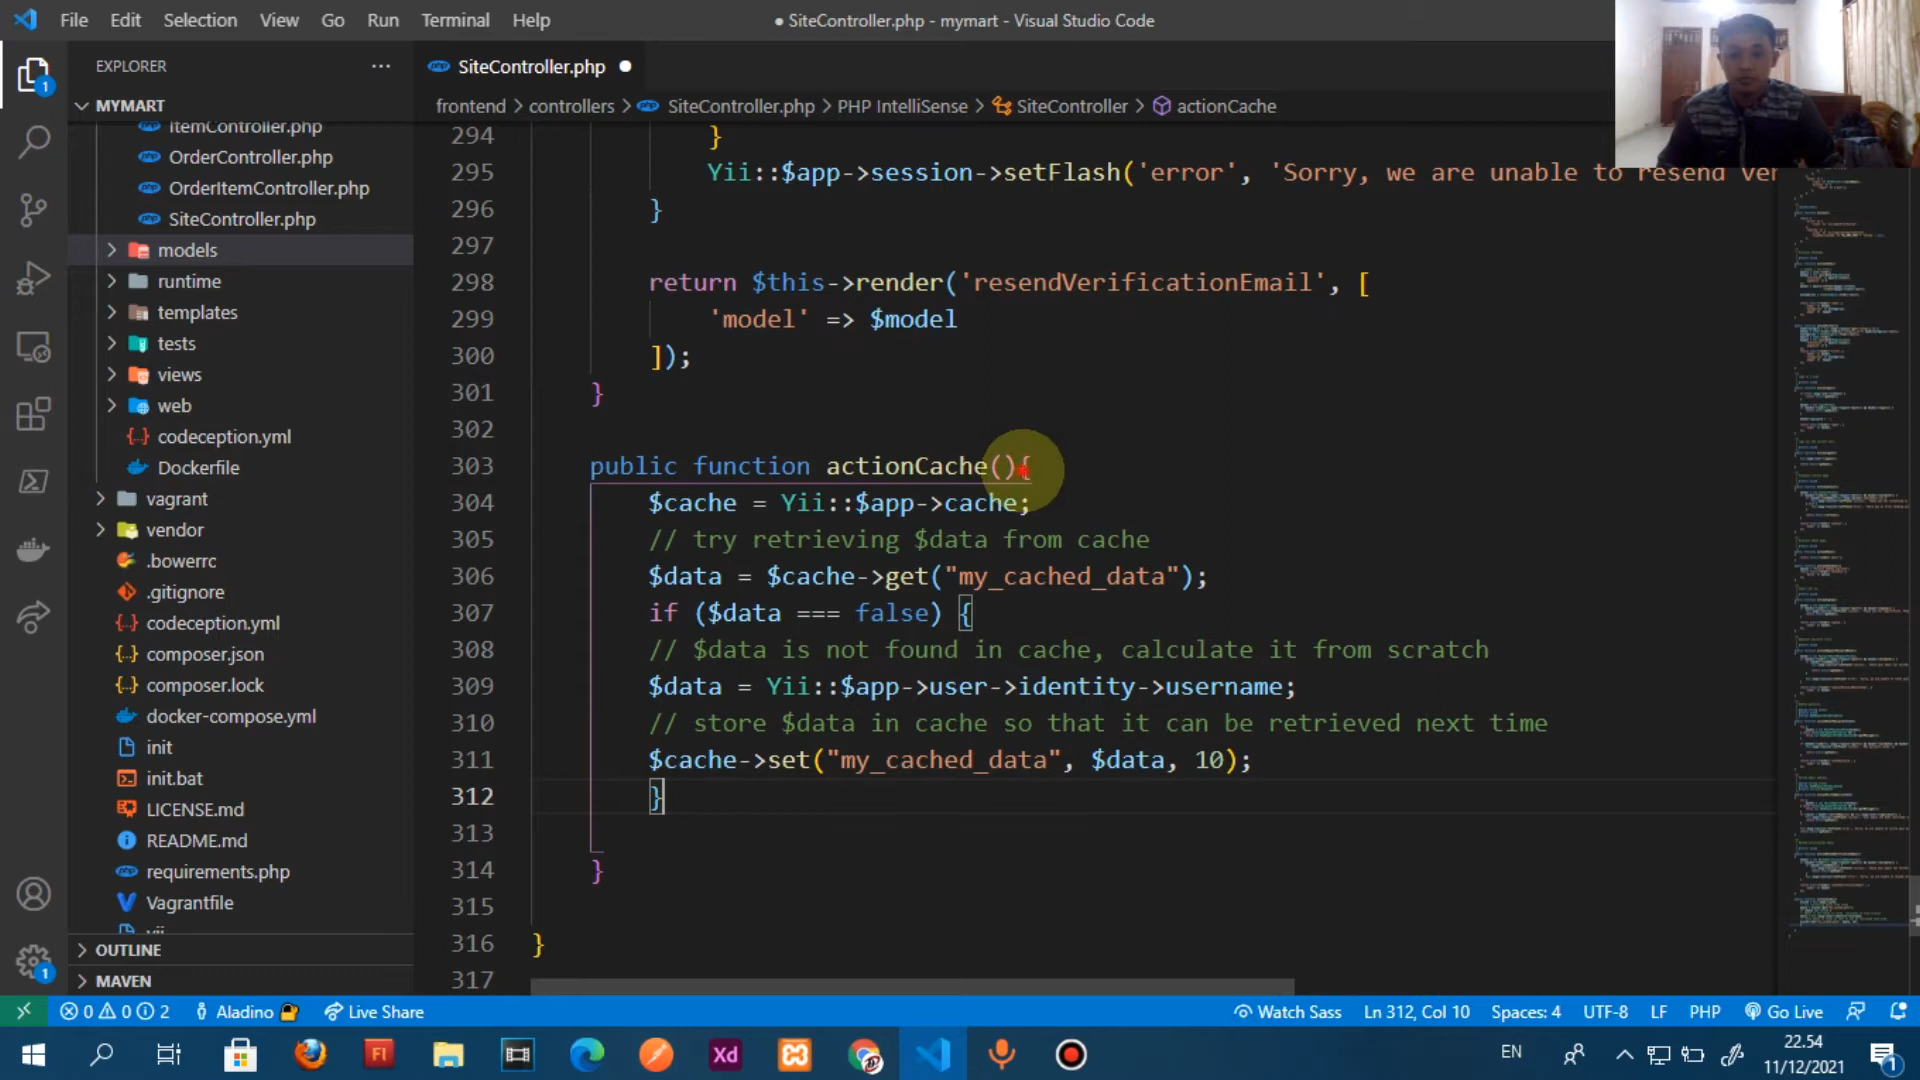 File Edit Selection View Go Run Terminal Help
● SiteController.php - mymart - Visual Studio Code
EXPLORER
SiteController.php
MYMART
frontend > controllers > SiteController.php > PHP IntelliSense > SiteController > actionCache
ItemController.php
OrderController.php
OrderItemController.php
SiteController.php
models
runtime
templates
tests
views
web
codeception.yml
Dockerfile
vagrant
vendor
.bowerrc
.gitignore
codeception.yml
composer.json
composer.lock
docker-compose.yml
init
init.bat
LICENSE.md
README.md
requirements.php
Vagrantfile
yii
OUTLINE
MAVEN
294 }
295 Yii::$app->session->setFlash('error', 'Sorry, we are unable to resend ver
296 }
297
298 return $this->render('resendVerificationEmail', [
299 'model' => $model
300 ]);
301 }
302
303 public function actionCache(){
304 $cache = Yii::$app->cache;
305 // try retrieving $data from cache
306 $data = $cache->get("my_cached_data");
307 if ($data === false) {
308 // $data is not found in cache, calculate it from scratch
309 $data = Yii::$app->user->identity->username;
310 // store $data in cache so that it can be retrieved next time
311 $cache->set("my_cached_data", $data, 10);
312 }
313
314 }
315
316 }
317
0 0 2 Aladino Live Share
Watch Sass Ln 312, Col 10 Spaces: 4 UTF-8 LF PHP Go Live
EN
22.54
11/12/2021